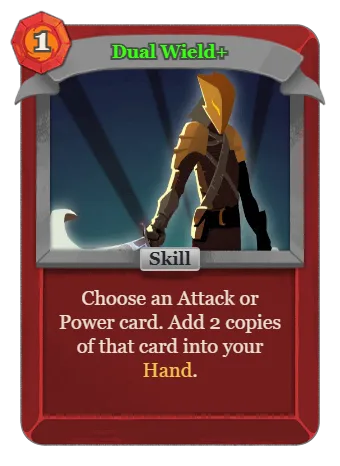 1
Dual Wield+
Skill
Choose an Attack or
Power card. Add 2 copies
of that card into your
Hand.